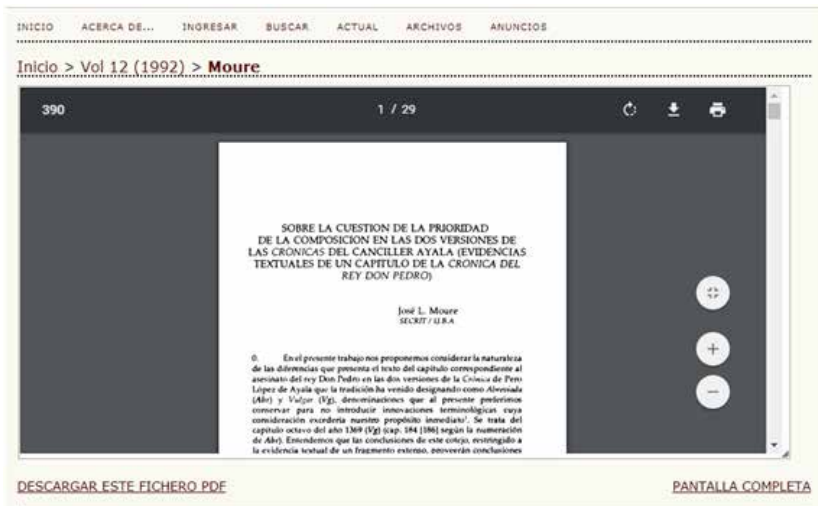 INICIO ACERCA DE... INGRESAR BUSCAR ACTUAL ARCHIVOS ANUNCIOS
Inicio > Vol 12 (1992) > Moure
390 1 / 29
SOBRE LA CUESTION DE LA PRIORIDAD
DE LA COMPOSICION EN LAS DOS VERSIONES DE
LAS CRONICAS DEL CANCILLER AYALA (EVIDENCIAS
TEXTUALES DE UN CAPITULO DE LA CRONICA DEL
REY DON PEDRO)
José L. Moure
SECRIT / U.B.A
0. En el presente trabajo nos proponemos considerar la naturaleza
de las diferencias que presenta el texto del capítulo correspondiente al
asesinato del rey Don Pedro en las dos versiones de la Crónica de Pero
López de Ayala que la tradición ha venido designando como Abreviada
(Abr) y Vulgar (Vg), denominaciones que al presente preferimos
conservar para no introducir innovaciones terminológicas cuya
consideración excedería nuestro propósito inmediato¹. Se trata del
capítulo octavo del año 1369 (Vg) (cap. 184 [186] según la numeración
de Abr). Entendemos que las conclusiones de este cotejo, restringido a
la evidencia textual de un fragmento extenso, proveerán conclusiones
DESCARGAR ESTE FICHERO PDF PANTALLA COMPLETA